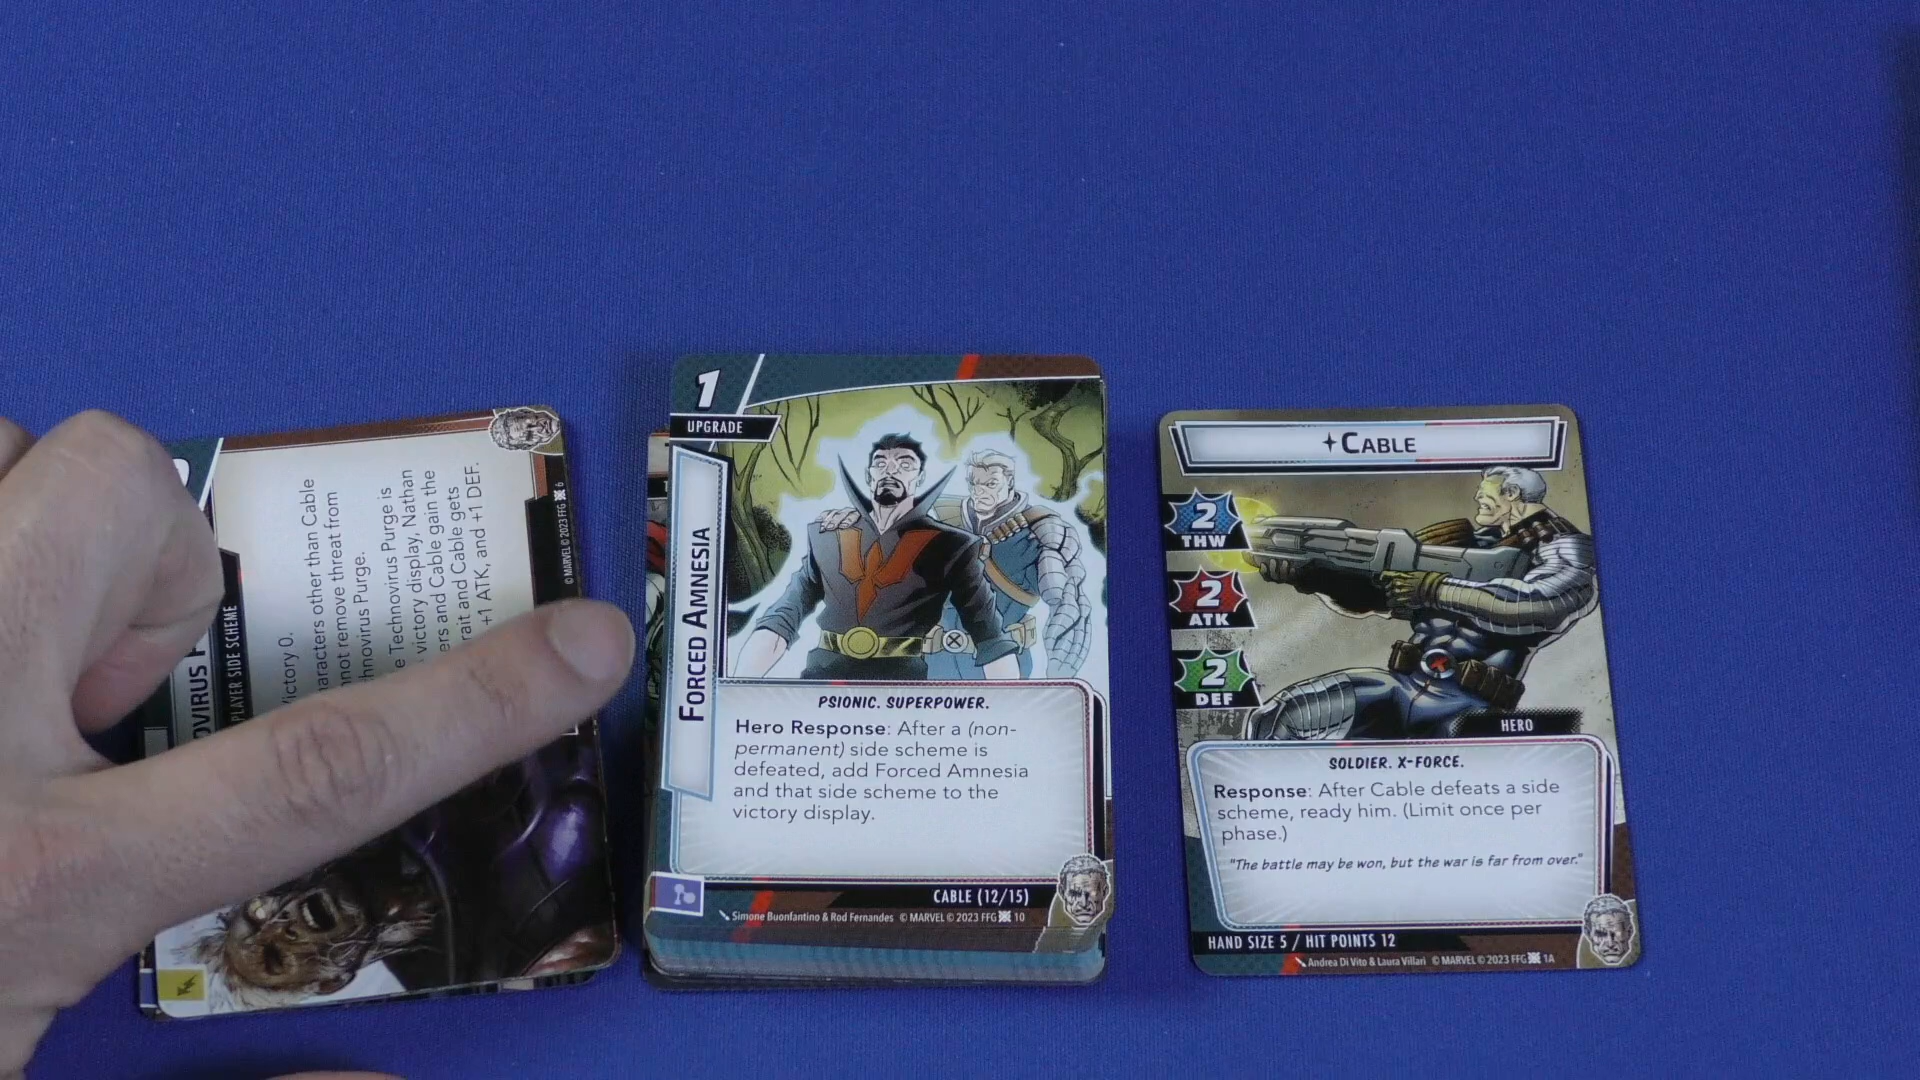 OVIRUS
PLAYER SIDE SCHEME
ictory 0.
aracters other than Cable
nnot remove threat from
hnovirus Purge.
e Technovirus Purge is
victory display, Nathan
ers and Cable gain the
rait and Cable gets
+1 ATK, and +1 DEF.
© MARVEL © 2023 FFG 6
1
UPGRADE
FORCED AMNESIA
PSIONIC. SUPERPOWER.
Hero Response: After a (non-
permanent) side scheme is
defeated, add Forced Amnesia
and that side scheme to the
victory display.
CABLE (12/15)
Simone Buonfantino & Rod Fernandes © MARVEL © 2023 FFG 10
CABLE
2
THW
2
ATK
2
DEF
HERO
SOLDIER. X-FORCE.
Response: After Cable defeats a side
scheme, ready him. (Limit once per
phase.)
"The battle may be won, but the war is far from over."
HAND SIZE 5 / HIT POINTS 12
Andrea Di Vito & Laura Villari © MARVEL © 2023 FFG 1A